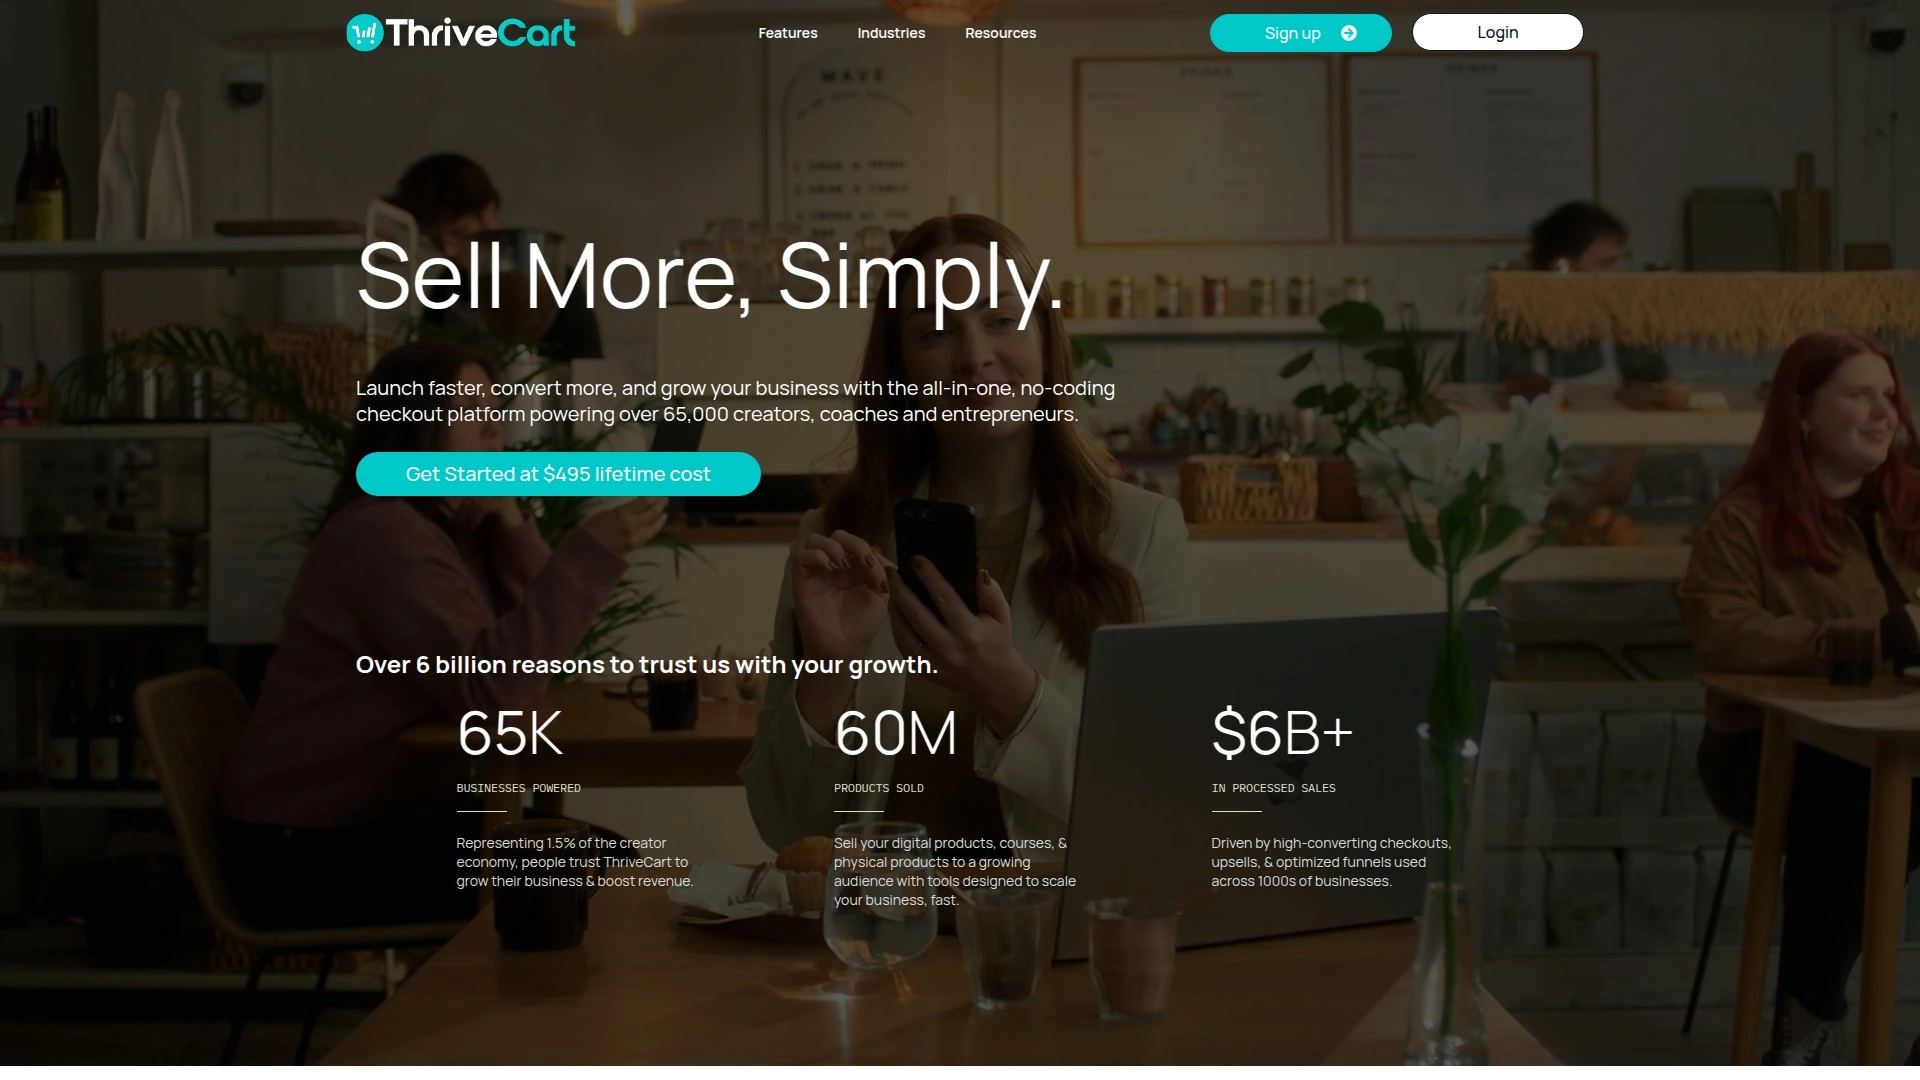 ThriveCart
Features
Industries
Resources
Sign up
Login
WAVE
Sell More, Simply.
Launch faster, convert more, and grow your business with the all-in-one, no-coding
checkout platform powering over 65,000 creators, coaches and entrepreneurs.
Get Started at $495 lifetime cost
Over 6 billion reasons to trust us with your growth.
65K
BUSINESSES POWERED
Representing 1.5% of the creator
economy, people trust ThriveCart to
grow their business & boost revenue.
60M
PRODUCTS SOLD
Sell your digital products, courses, &
physical products to a growing
audience with tools designed to scale
your business, fast.
$6B+
IN PROCESSED SALES
Driven by high-converting checkouts,
upsells, & optimized funnels used
across 1000s of businesses.